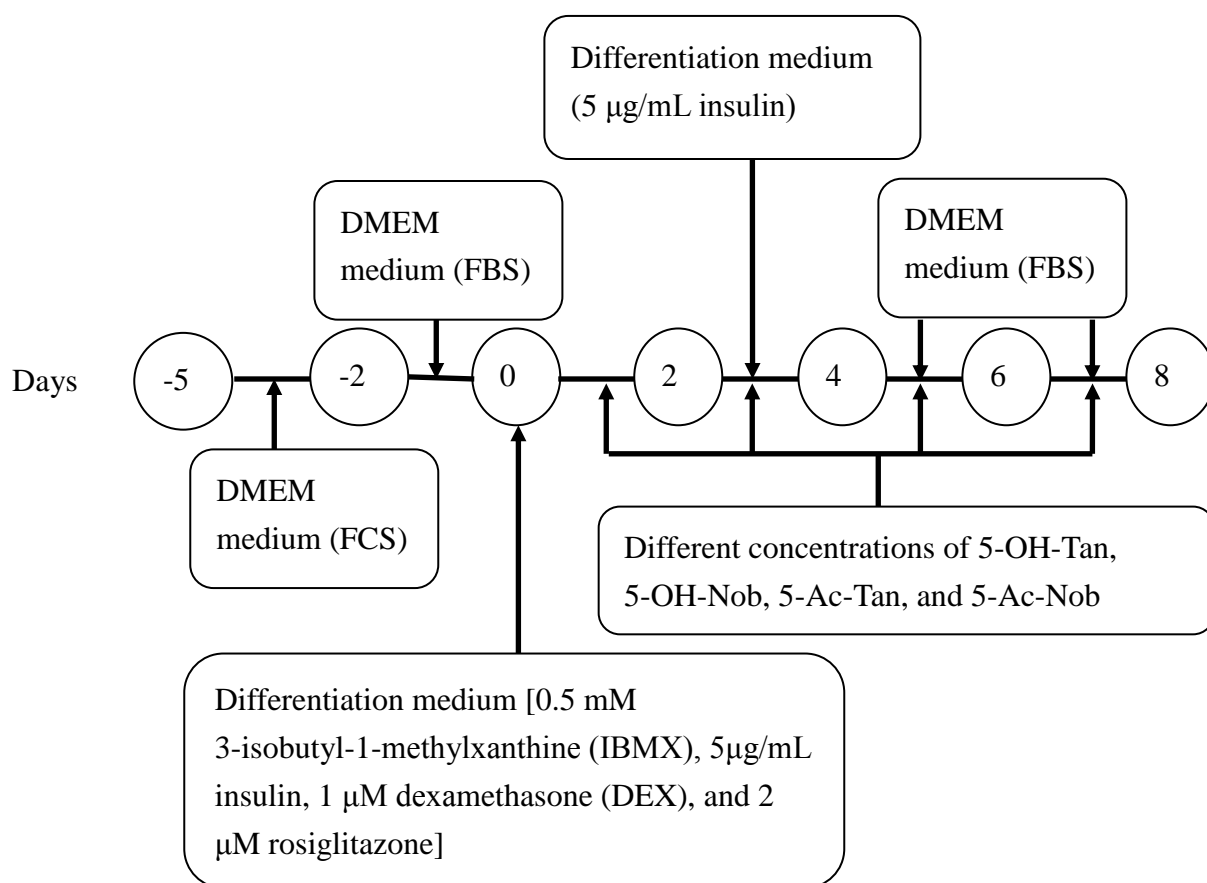 Differentiation medium
(5 μg/mL insulin)
DMEM
medium (FBS)
DMEM
medium (FBS)
Days
-5
-2
0
2
4
6
8
DMEM
medium (FCS)
Different concentrations of 5-OH-Tan,
5-OH-Nob, 5-Ac-Tan, and 5-Ac-Nob
Differentiation medium [0.5 mM
3-isobutyl-1-methylxanthine (IBMX), 5μg/mL
insulin, 1 μM dexamethasone (DEX), and 2
μM rosiglitazone]